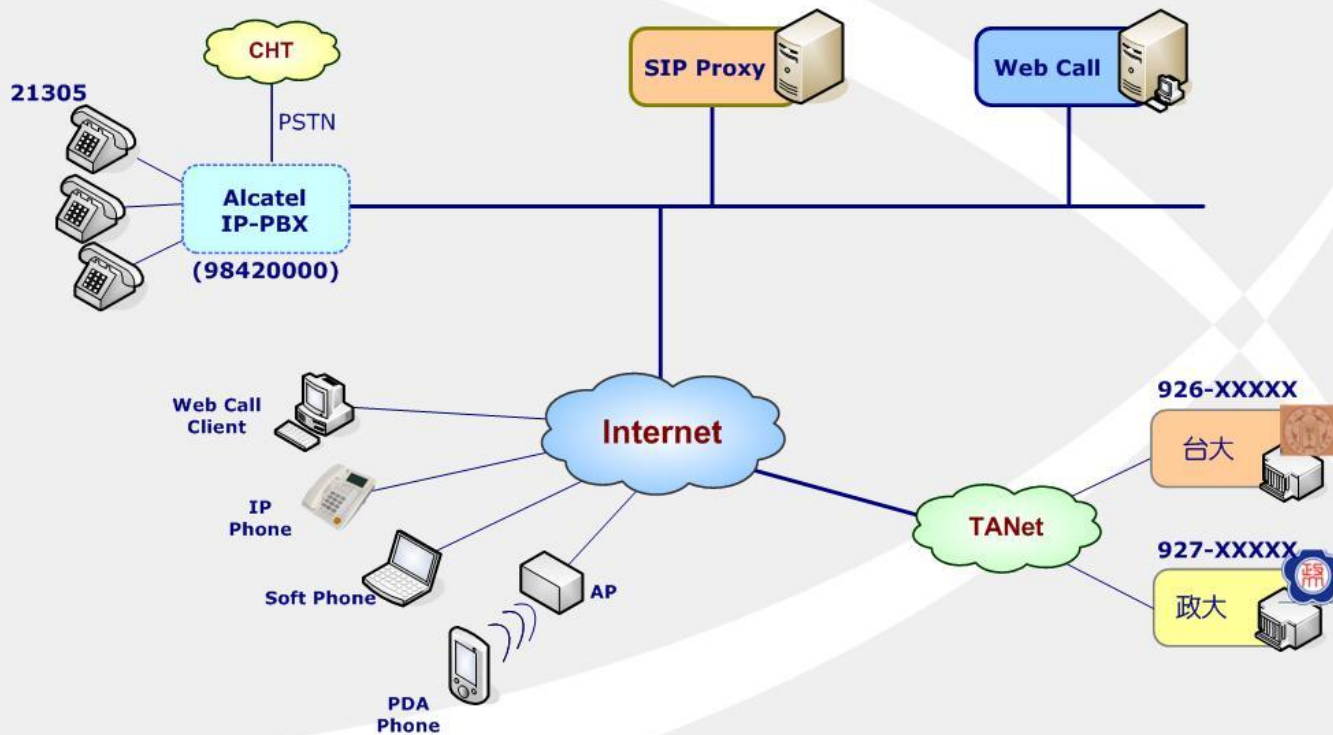 CHT
SIP Proxy
Web Call
21305
PSTN
Alcatel
IP-PBX
(98420000)
Web Call
Client
Internet
926-XXXXX
台大
IP
Phone
TANet
927-XXXXX
Soft Phone
AP
政大
PDA
Phone